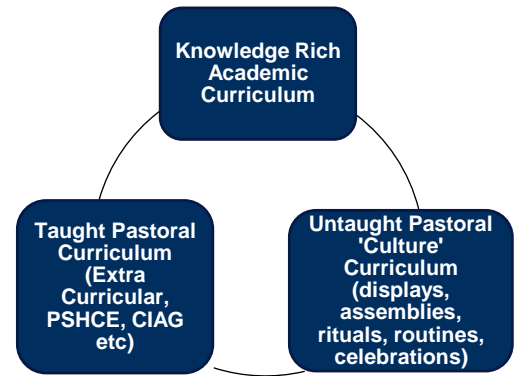 Knowledge Rich
Academic
Curriculum
Taught Pastoral
Curriculum
(Extra
Curricular,
PSHCE, CIAG
etc)
Untaught Pastoral
'Culture'
Curriculum
(displays,
assemblies,
rituals, routines,
celebrations)